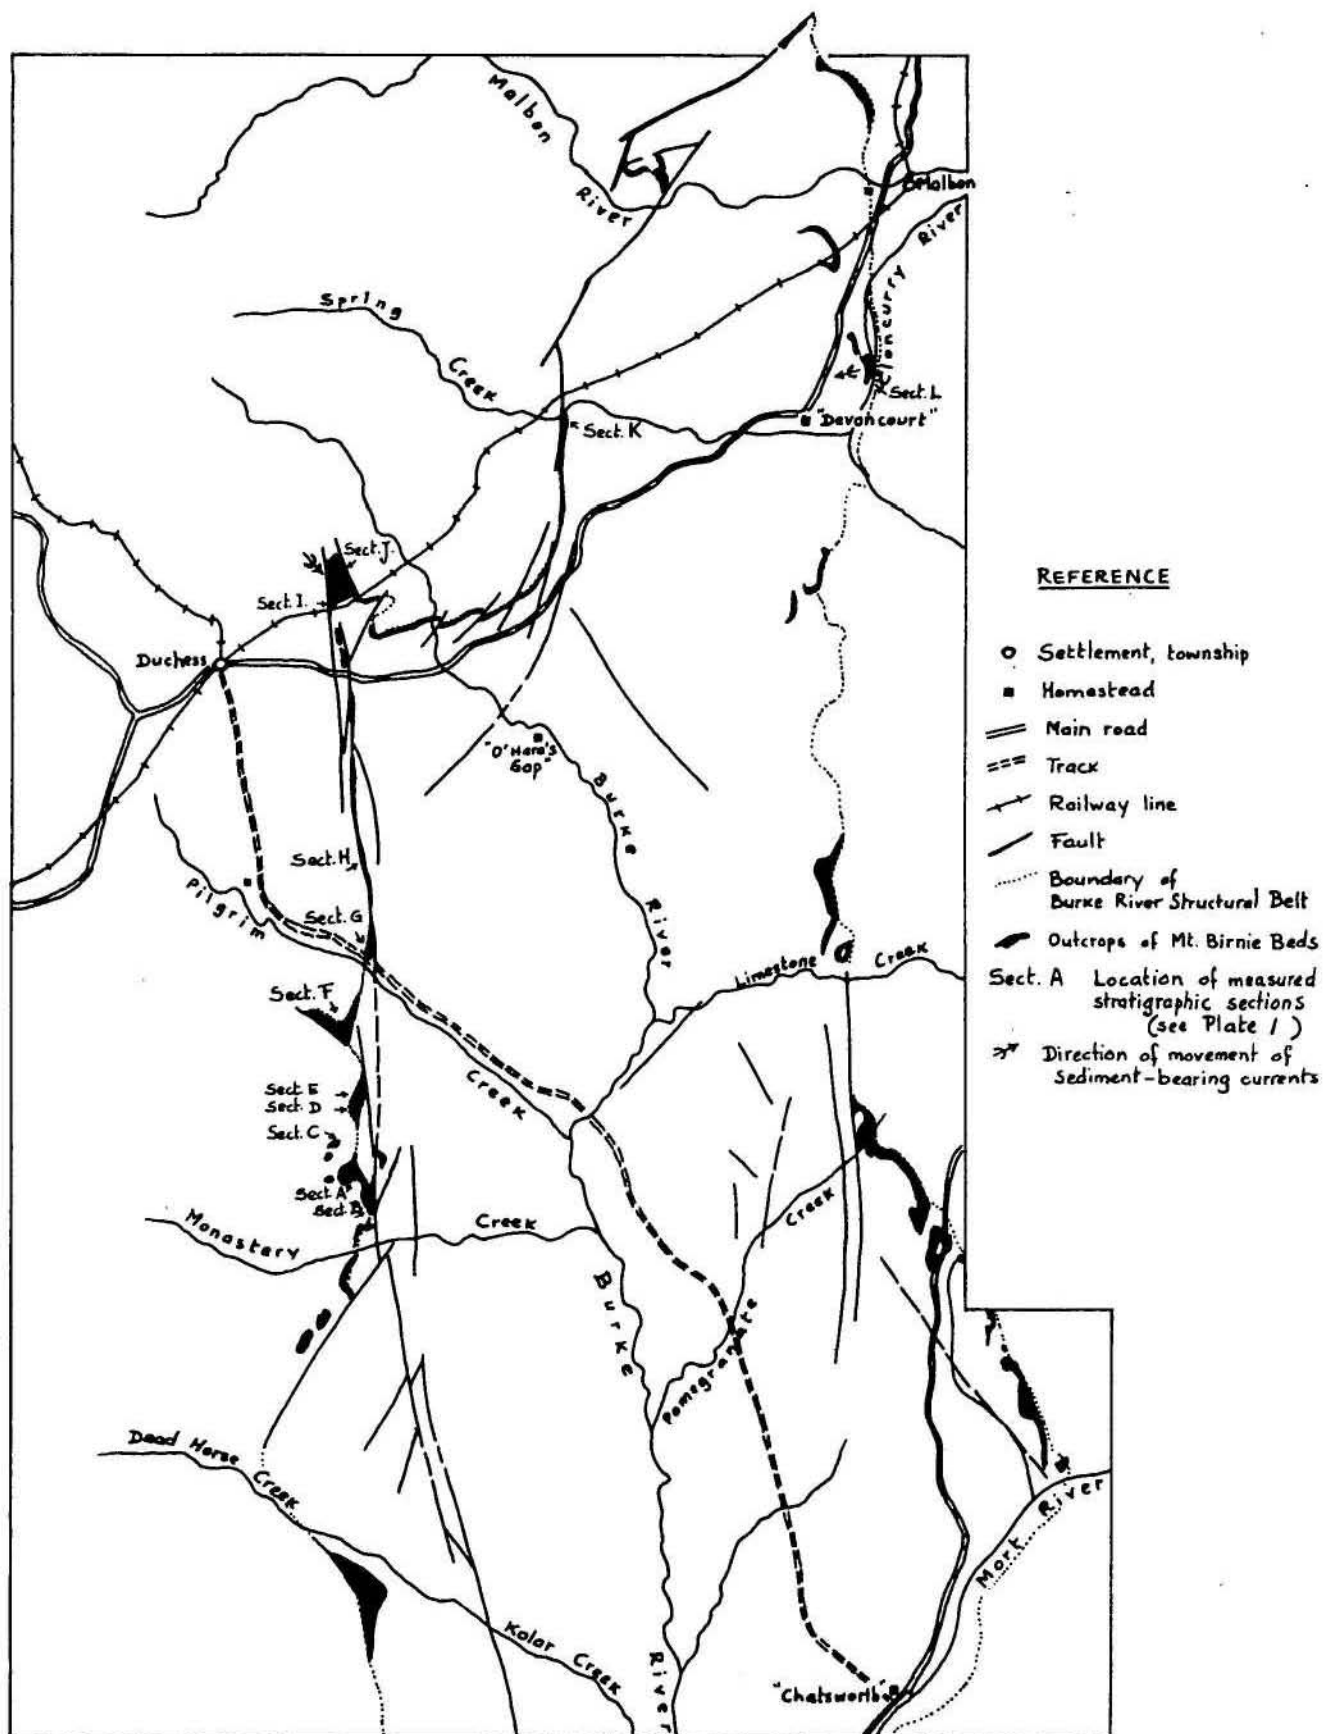 Malbon
River
Malbon
River
Cloncurry
Spring
Creek
Sect. L
"Devoncourt"
Sect. K
Sect. J.
Sect. I.
Duchess
"O'Hara's
Gap"
Burke
River
Sect. H
Pilgrim
Sect. G
Limestone Creek
Sect. F
Creek
Sect. E
Sect. D
Sect. C
Sect. A
Sect. B
Monastary
Creek
Creek
Burke
Pomegranate
Dead Horse
Creek
Mort River
Kolar
Creek
River
"Chatsworth"
REFERENCE
Settlement, township
Homestead
Main road
Track
Railway line
Fault
Boundary of
Burke River Structural Belt
Outcrops of Mt. Birnie Beds
Sect. A Location of measured
stratigraphic sections
(see Plate 1)
Direction of movement of
Sediment-bearing currents